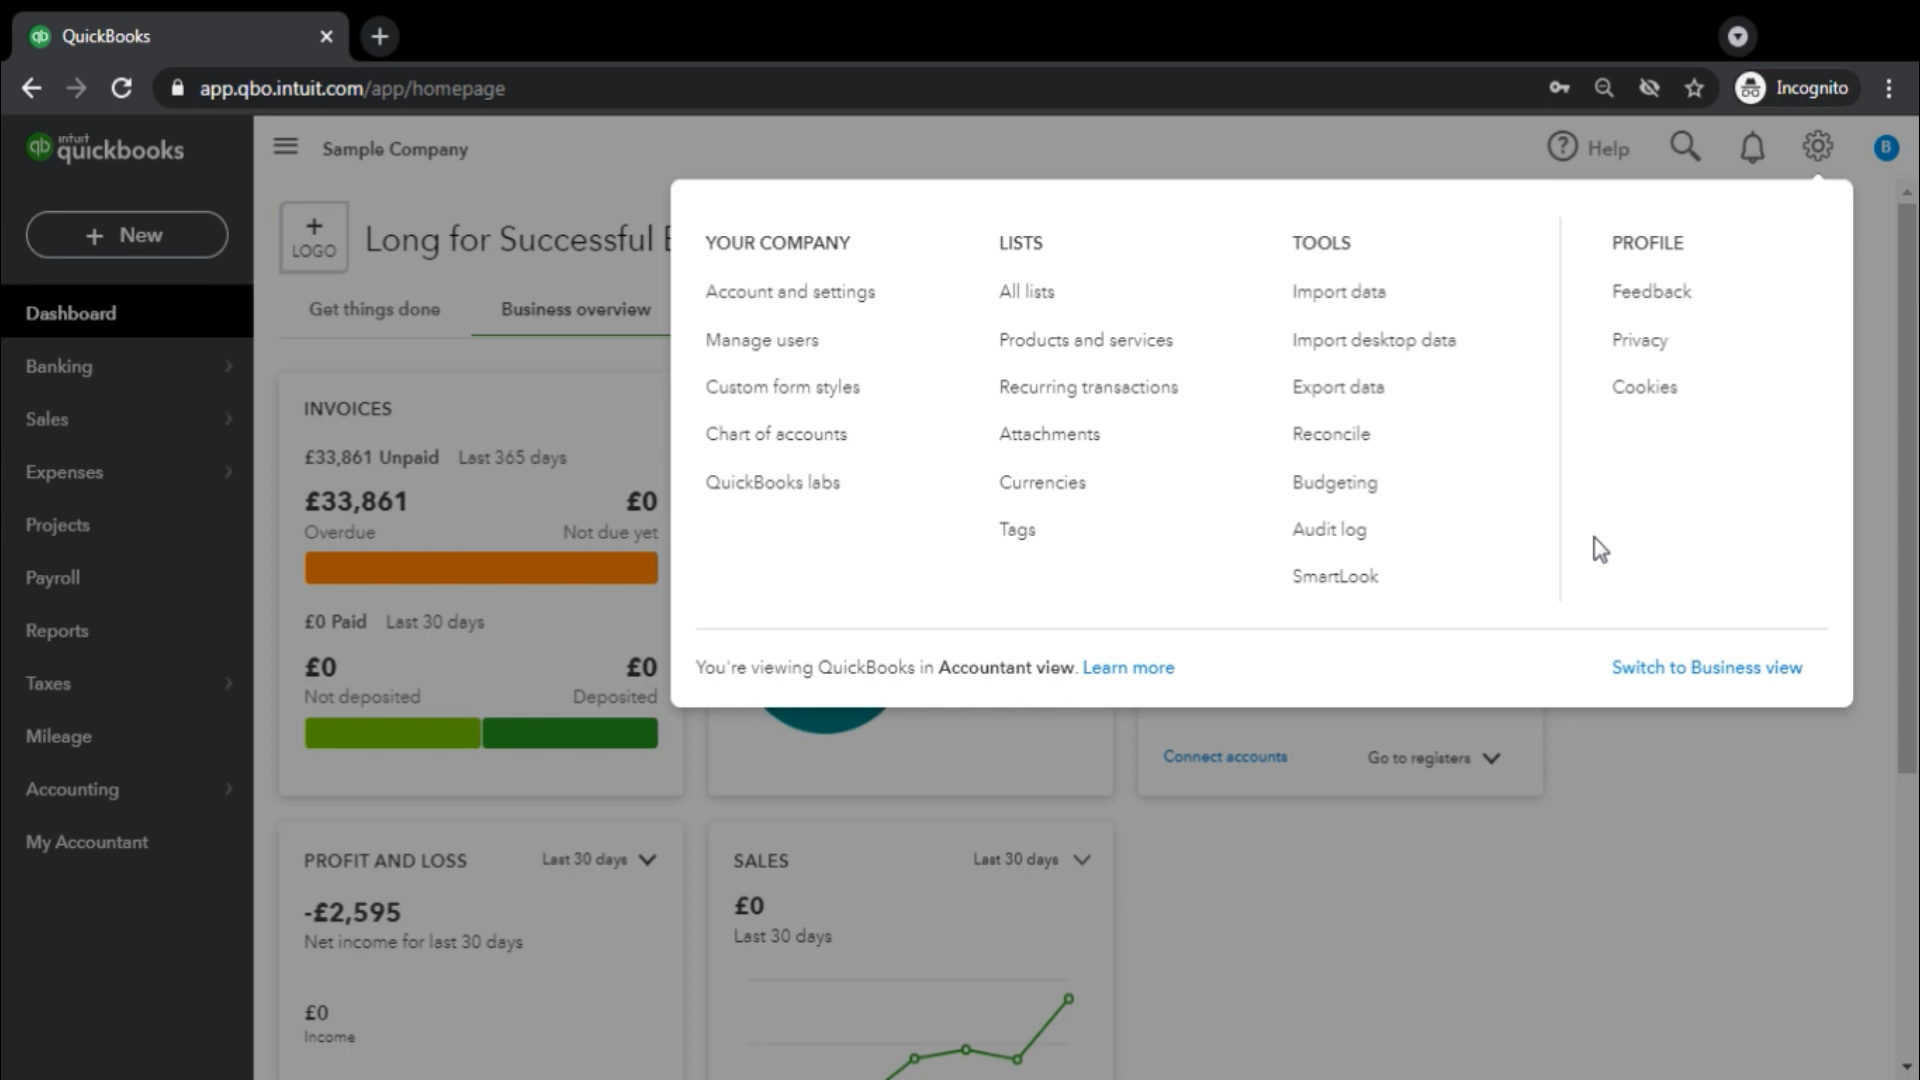 QuickBooks
app.qbo.intuit.com/app/homepage
Incognito
qb intuit quickbooks
Sample Company
Help
B
+ New
+ LOGO
Long for Successful
Get things done
Business overview
Dashboard
Banking
Sales
Expenses
Projects
Payroll
Reports
Taxes
Mileage
Accounting
My Accountant
YOUR COMPANY
Account and settings
Manage users
Custom form styles
Chart of accounts
QuickBooks labs
LISTS
All lists
Products and services
Recurring transactions
Attachments
Currencies
Tags
TOOLS
Import data
Import desktop data
Export data
Reconcile
Budgeting
Audit log
SmartLook
PROFILE
Feedback
Privacy
Cookies
You're viewing QuickBooks in Accountant view. Learn more
Switch to Business view
INVOICES
£33,861 Unpaid Last 365 days
£33,861 £0
Overdue Not due yet
£0 Paid Last 30 days
£0 £0
Not deposited Deposited
Connect accounts
Go to registers
PROFIT AND LOSS Last 30 days
-£2,595
Net income for last 30 days
£0
Income
SALES Last 30 days
£0
Last 30 days